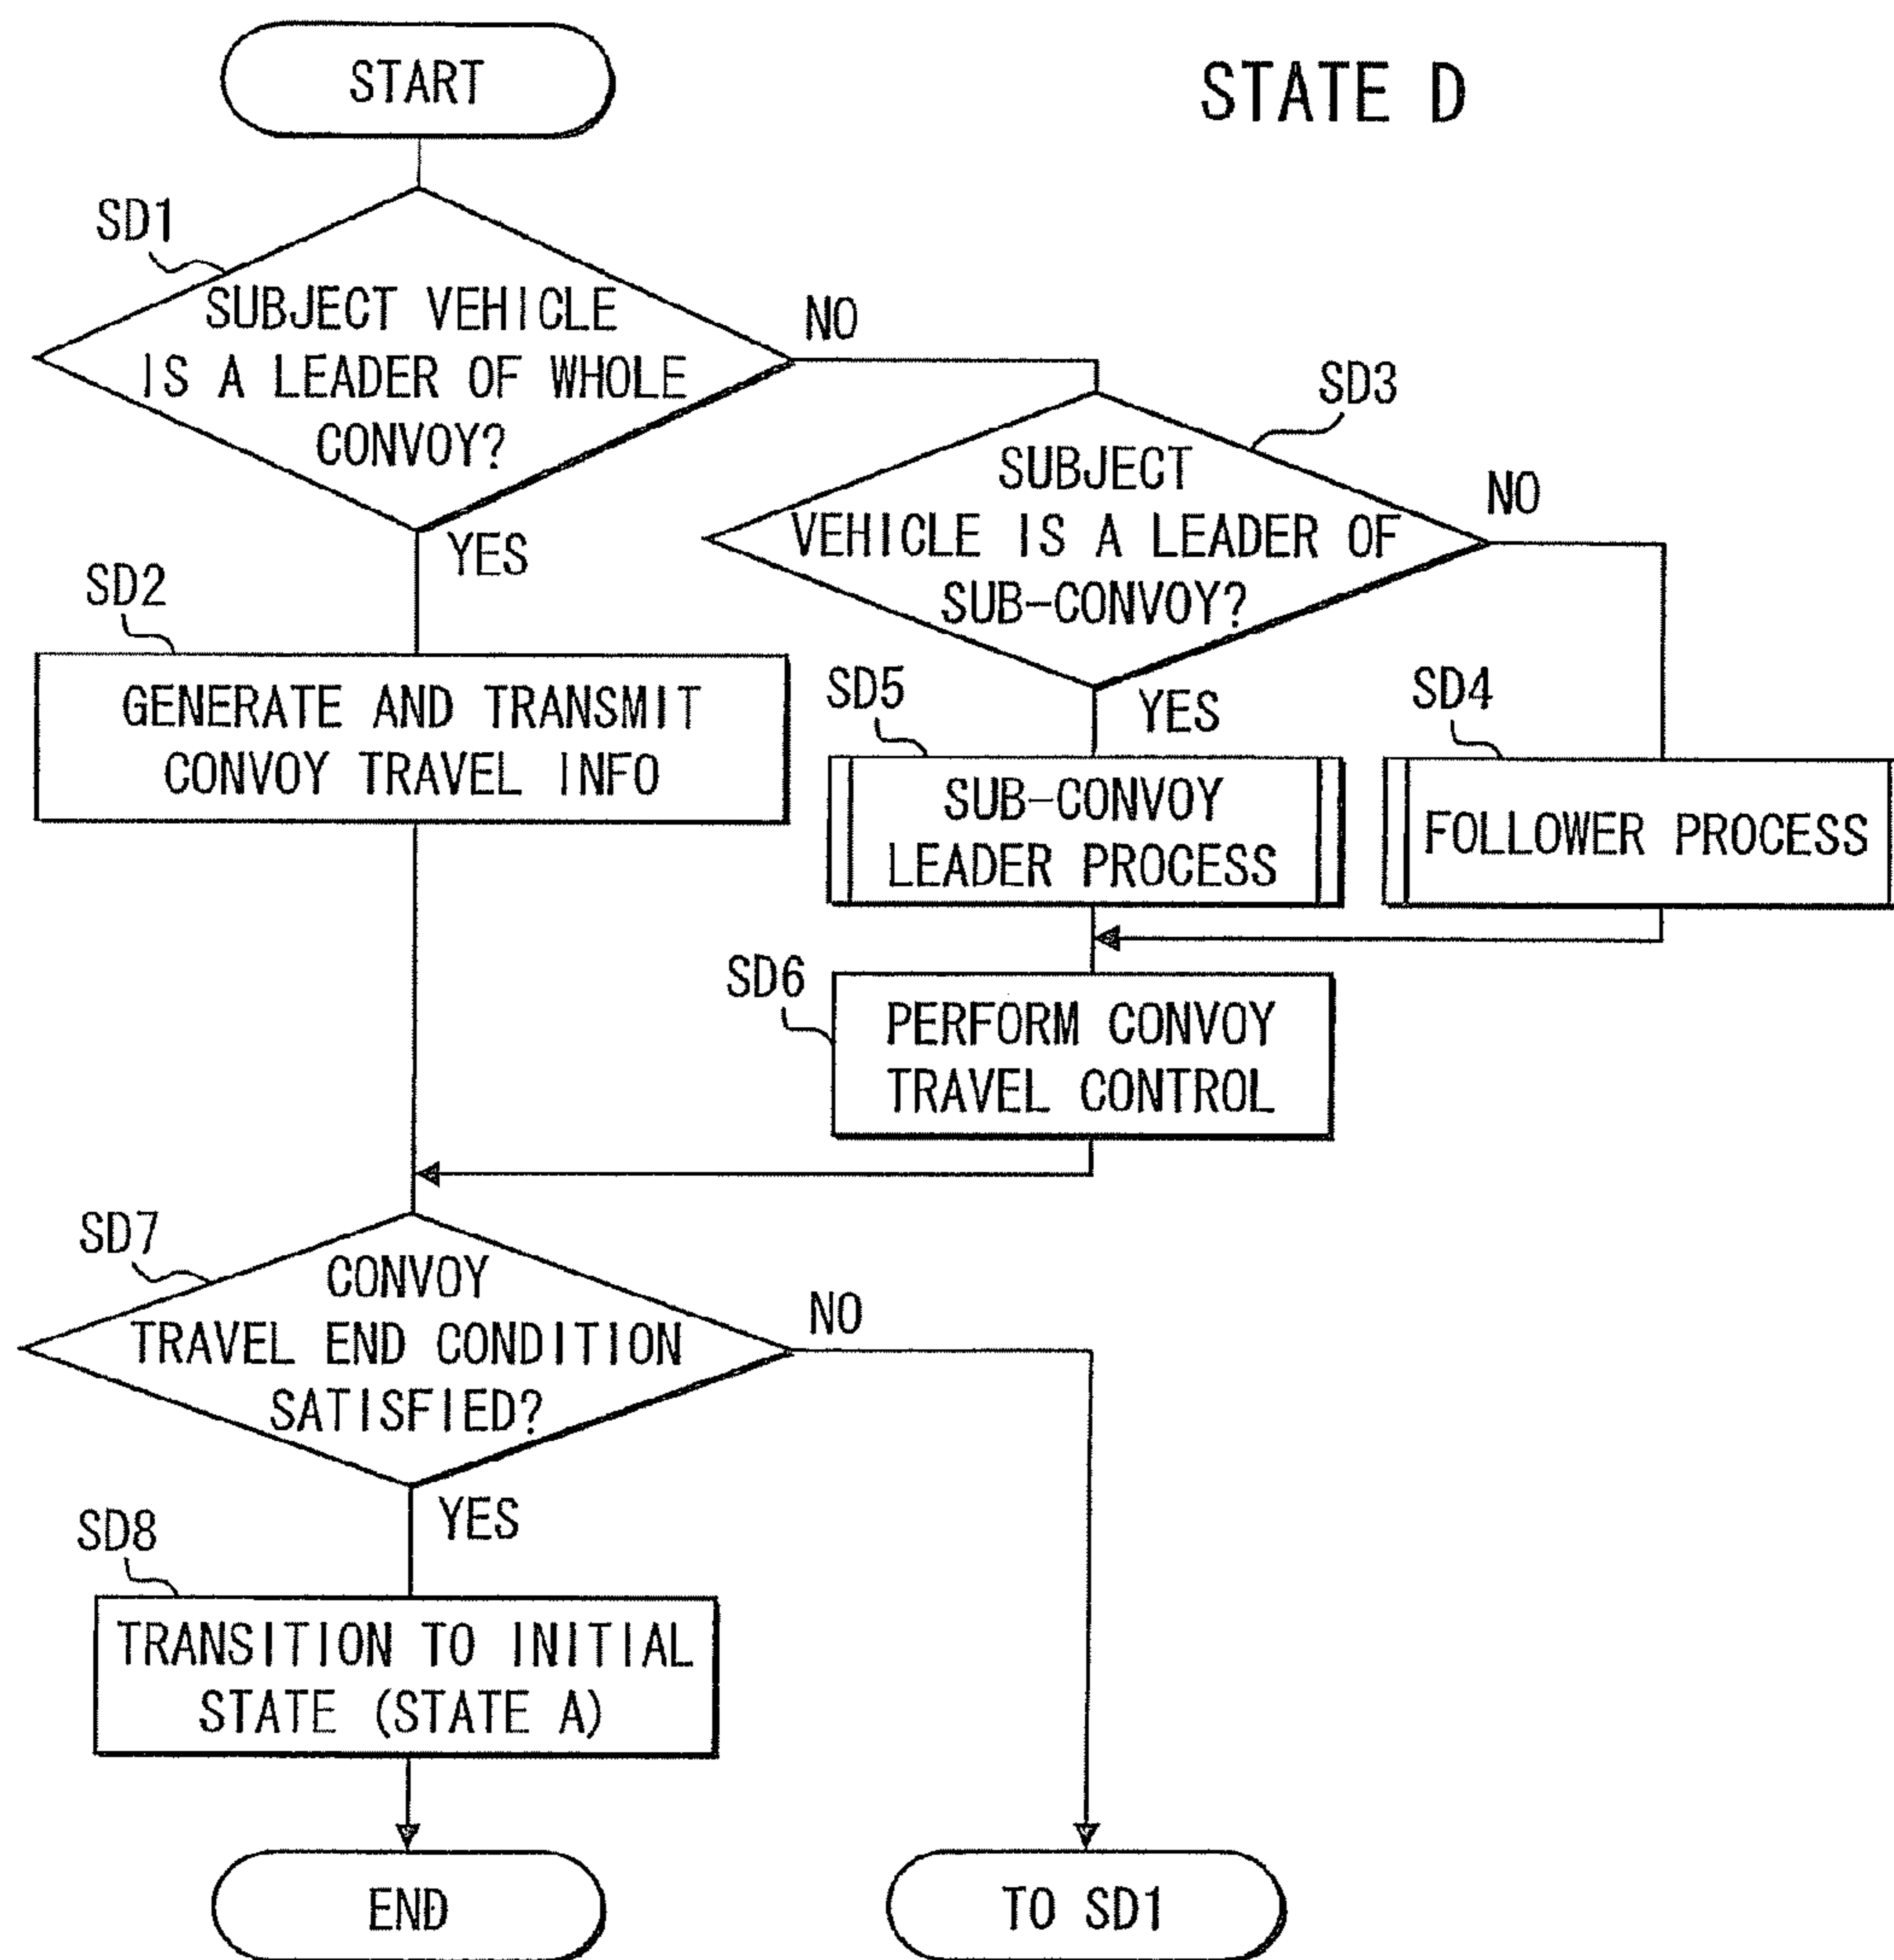 START
STATE D
SD1
SUBJECT VEHICLE
IS A LEADER OF WHOLE
CONVOY?
NO
YES
SD3
SUBJECT
VEHICLE IS A LEADER OF
SUB-CONVOY?
NO
YES
SD2
GENERATE AND TRANSMIT
CONVOY TRAVEL INFO
SD5
SUB-CONVOY
LEADER PROCESS
SD4
FOLLOWER PROCESS
SD6
PERFORM CONVOY
TRAVEL CONTROL
SD7
CONVOY
TRAVEL END CONDITION
SATISFIED?
NO
YES
SD8
TRANSITION TO INITIAL
STATE (STATE A)
END
TO SD1